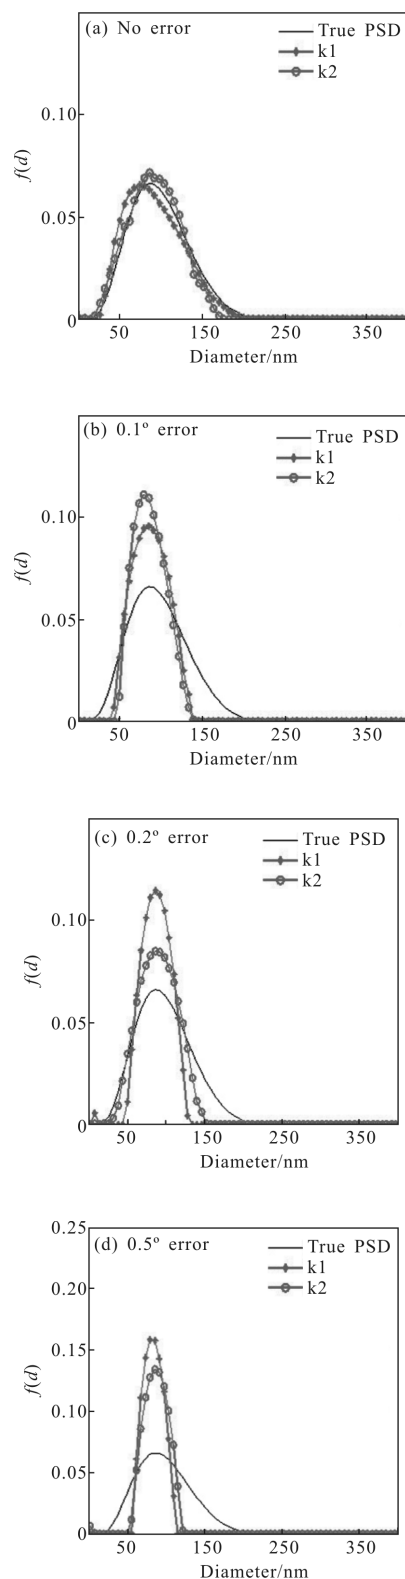 (a) No error
True PSD
k1
k2
0.10
0.05
0
f(d)
50
150
250
350
Diameter/nm
(b) 0.1º error
True PSD
k1
k2
0.10
0.05
0
f(d)
50
150
250
350
Diameter/nm
(c) 0.2º error
True PSD
k1
k2
0.10
0.05
0
f(d)
50
150
250
350
Diameter/nm
0.25
(d) 0.5º error
True PSD
k1
k2
0.20
0.15
0.10
0.05
0
f(d)
50
150
250
350
Diameter/nm